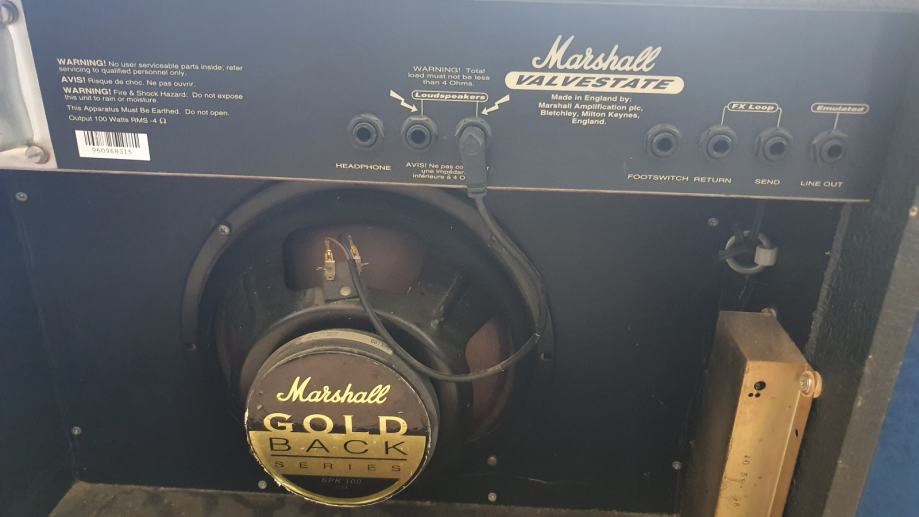 WARNING! No user serviceable parts inside; refer
servicing to qualified personnel only.
AVIS! Risque de choc. Ne pas ouvrir.
WARNING! Fire & Shock Hazard: Do not expose
this unit to rain or moisture.
This Apparatus Must Be Earthed. Do not open.
Output 100 Watts RMS -4 Ω
960968315
WARNING! Total
load must not be less
than 4 Ohms.
Loudspeakers
HEADPHONE
AVIS! Ne pas
une
inférieure à 4
Marshall
VALVESTATE
Made in England by:
Marshall Amplification plc,
Bletchley, Milton Keynes,
England.
FX Loop
Emulated
FOOTSWITCH
RETURN
SEND
LINE OUT
Marshall
GOLD
BACK
SERIES
SPK 100